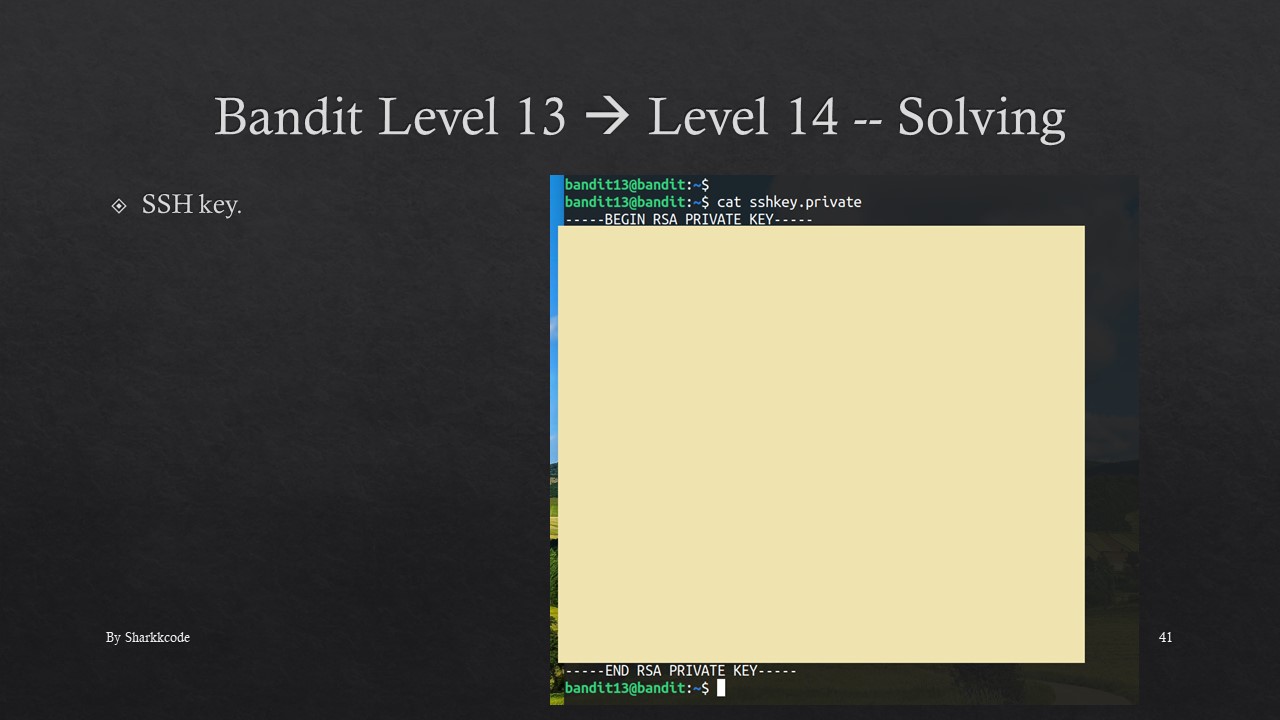 Bandit Level 13 → Level 14 -- Solving
SSH key.
bandit13@bandit:~$
bandit13@bandit:~$ cat sshkey.private
-----BEGIN RSA PRIVATE KEY-----
-----END RSA PRIVATE KEY-----
bandit13@bandit:~$
By Sharkkcode
41